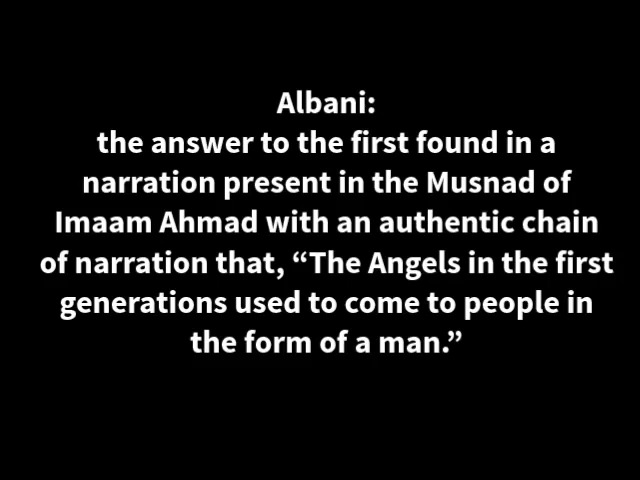 Albani:
the answer to the first found in a
narration present in the Musnad of
Imaam Ahmad with an authentic chain
of narration that, “The Angels in the first
generations used to come to people in
the form of a man.”